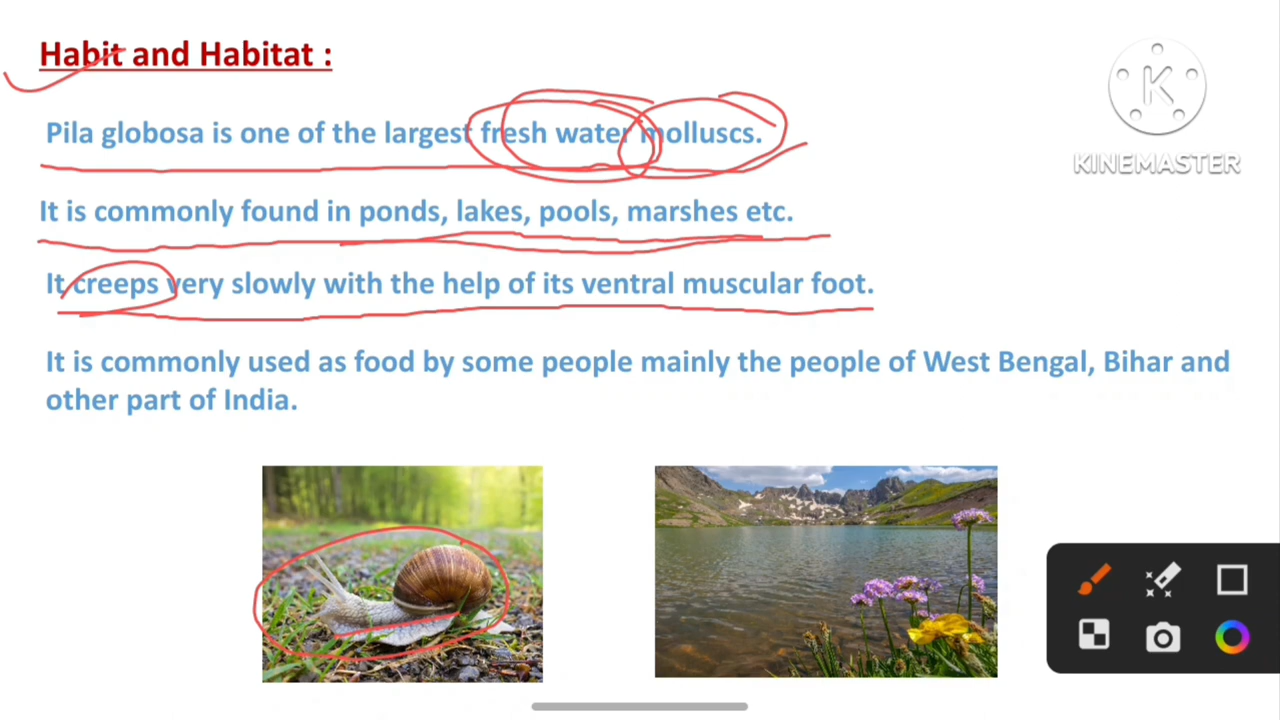 Habit and Habitat :
KINEMASTER
Pila globosa is one of the largest fresh water molluscs.
It is commonly found in ponds, lakes, pools, marshes etc.
It creeps very slowly with the help of its ventral muscular foot.
It is commonly used as food by some people mainly the people of West Bengal, Bihar and
other part of India.